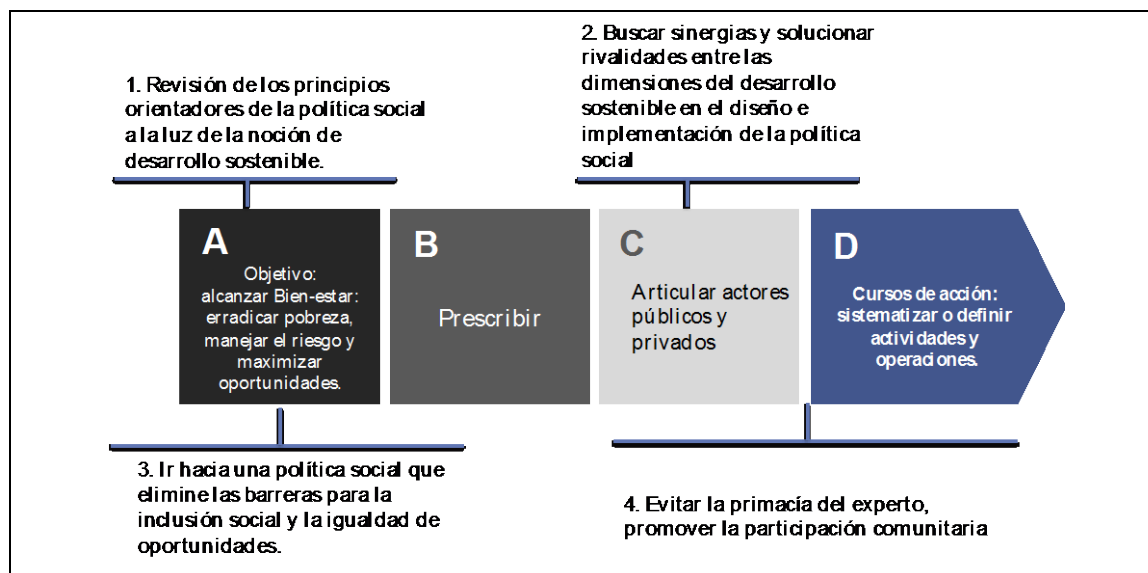 1. Revisión de los principios
orientadores de la política social
a la luz de la noción de
desarrollo sostenible.
2. Buscar sinergias y solucionar
rivalidades entre las
dimensiones del desarrollo
sostenible en el diseño e
implementación de la política
social
A
Objetivo:
alcanzar Bien-estar:
erradicar pobreza,
manejar el riesgo y
maximizar
oportunidades.
B
Prescribir
C
Articular actores
públicos y
privados
D
Cursos de acción:
sistematizar o definir
actividades y
operaciones.
3. Ir hacia una política social que
elimine las barreras para la
inclusión social y la igualdad de
oportunidades.
4. Evitar la primacía del experto,
promover la participación comunitaria